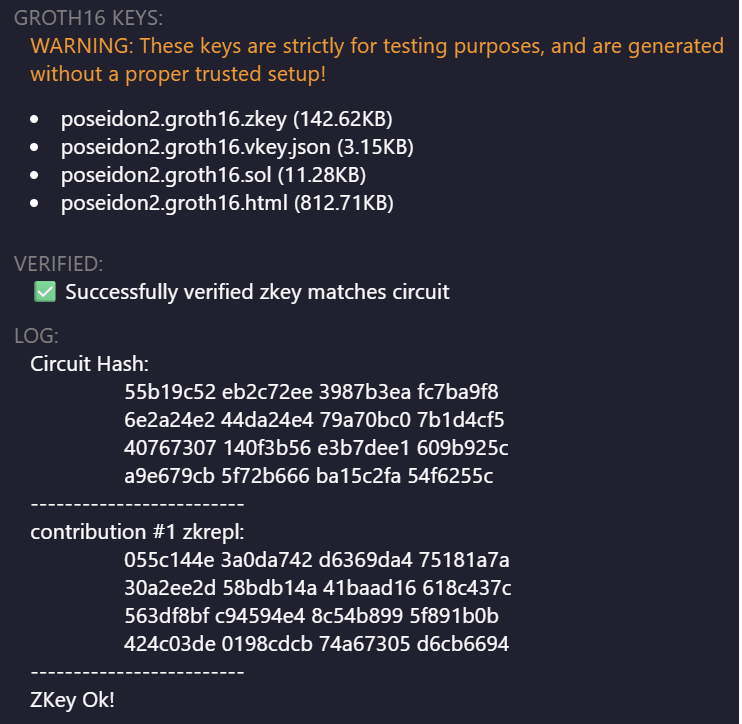 GROTH16 KEYS:
WARNING: These keys are strictly for testing purposes, and are generated
without a proper trusted setup!
• poseidon2.groth16.zkey (142.62KB)
• poseidon2.groth16.vkey.json (3.15KB)
• poseidon2.groth16.sol (11.28KB)
• poseidon2.groth16.html (812.71KB)
VERIFIED:
✅ Successfully verified zkey matches circuit
LOG:
Circuit Hash:
55b19c52 eb2c72ee 3987b3ea fc7ba9f8
6e2a24e2 44da24e4 79a70bc0 7b1d4cf5
40767307 140f3b56 e3b7dee1 609b925c
a9e679cb 5f72b666 ba15c2fa 54f6255c
-------------------------
contribution #1 zkrepl:
055c144e 3a0da742 d6369da4 75181a7a
30a2ee2d 58bdb14a 41baad16 618c437c
563df8bf c94594e4 8c54b899 5f891b0b
424c03de 0198cdcb 74a67305 d6cb6694
-------------------------
ZKey Ok!